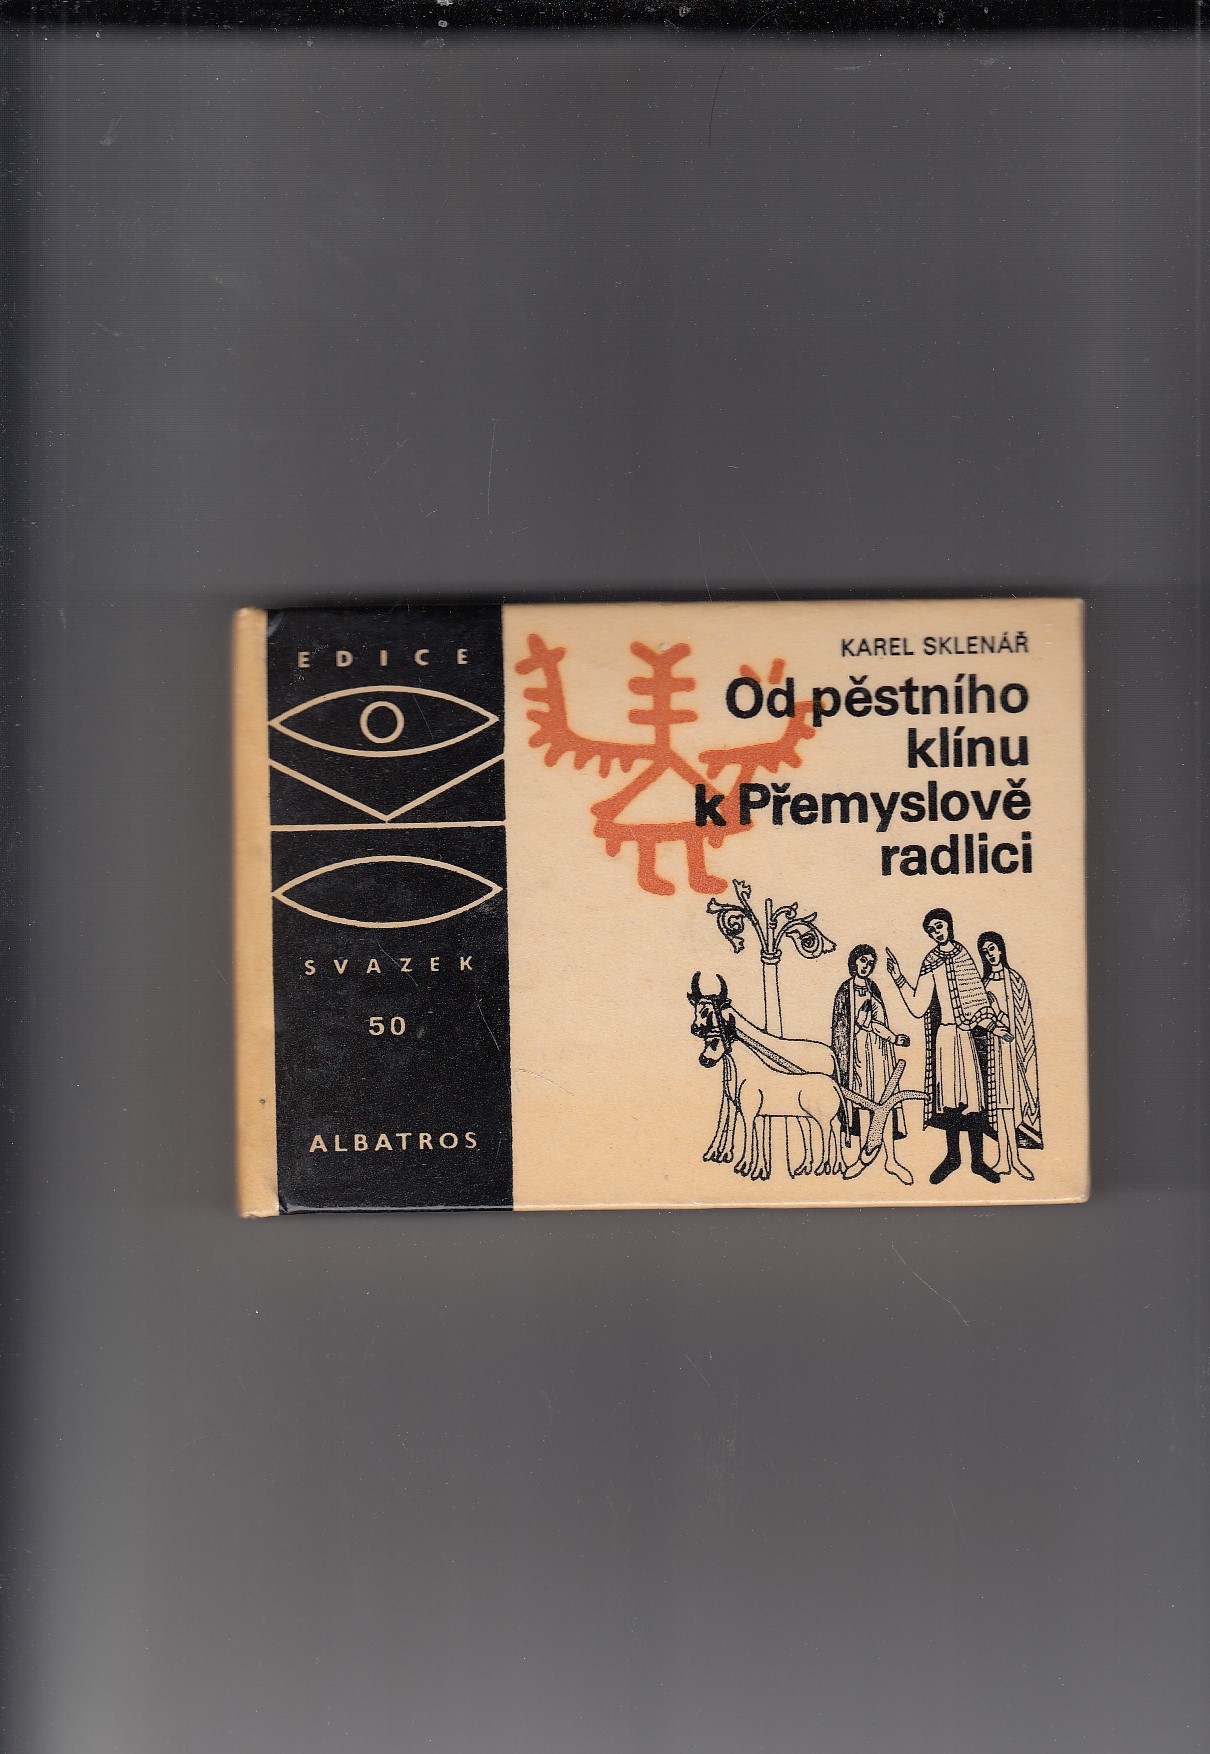 EDICE
SVAZEK
50
ALBATROS
KAREL SKLENÁŘ
Od pěstního
klínu
k Přemyslově
radlici